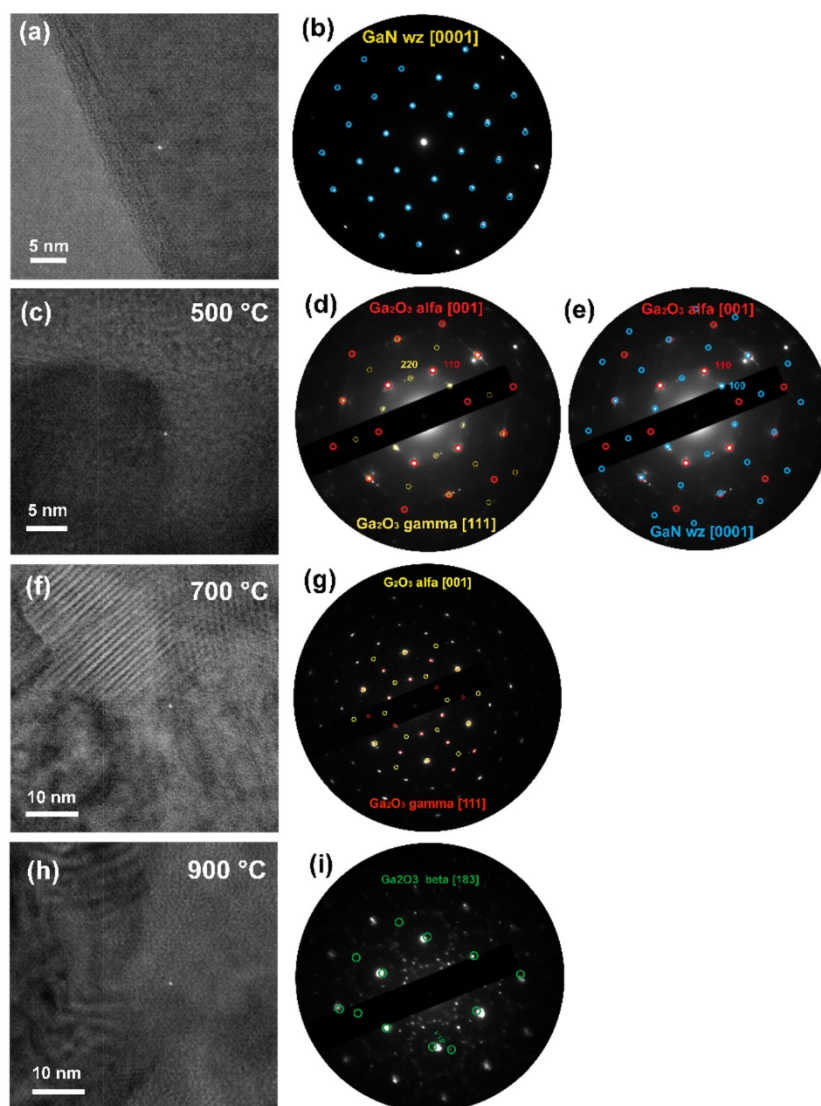 (a)
5 nm
(b)
GaN wz [0001]
(c)
500 °C
5 nm
(d)
Ga₂O₃ alfa [001]
220
110
Ga₂O₃ gamma [111]
(e)
Ga₂O₃ alfa [001]
110
100
GaN wz [0001]
(f)
700 °C
10 nm
(g)
G₂O₃ alfa [001]
Ga₂O₃ gamma [111]
(h)
900 °C
10 nm
(i)
Ga2O3 beta [183]